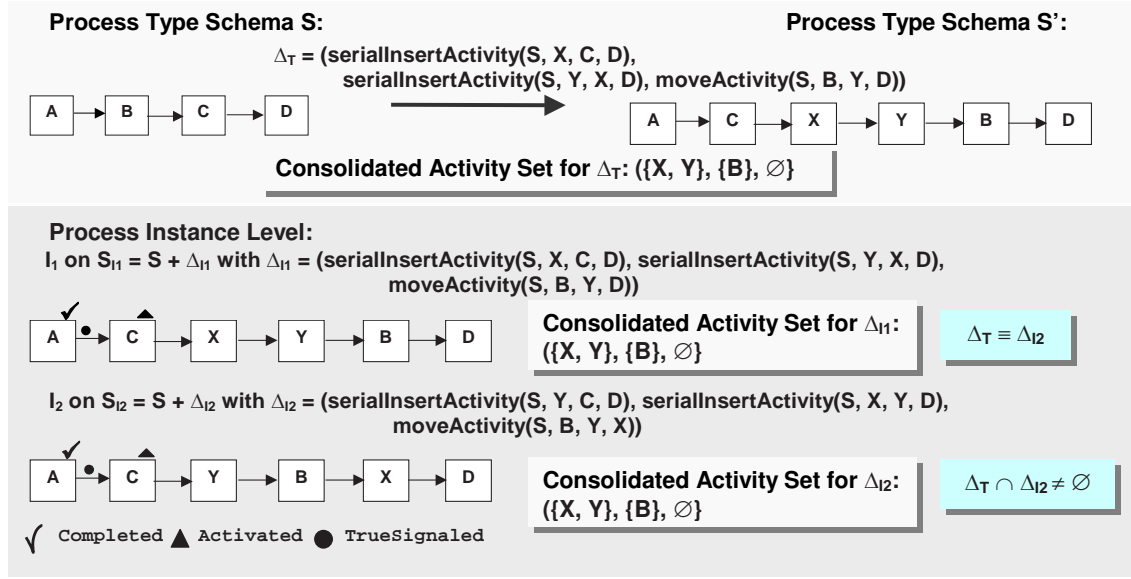 Process Type Schema S:
Process Type Schema S’:
ΔT = (serialInsertActivity(S, X, C, D),
serialInsertActivity(S, Y, X, D), moveActivity(S, B, Y, D))
A B C D
A C X Y B D
Consolidated Activity Set for ΔT: ({X, Y}, {B}, ∅}
Process Instance Level:
I1 on SI1 = S + ΔI1 with ΔI1 = (serialInsertActivity(S, X, C, D), serialInsertActivity(S, Y, X, D),
moveActivity(S, B, Y, D))
A C X Y B D
Consolidated Activity Set for ΔI1:
({X, Y}, {B}, ∅}
ΔT ≡ ΔI2
I2 on SI2 = S + ΔI2 with ΔI2 = (serialInsertActivity(S, Y, C, D), serialInsertActivity(S, X, Y, D),
moveActivity(S, B, Y, X))
A C Y B X D
Consolidated Activity Set for ΔI2:
({X, Y}, {B}, ∅}
ΔT ∩ ΔI2 ≠ ∅
Completed Activated TrueSignaled